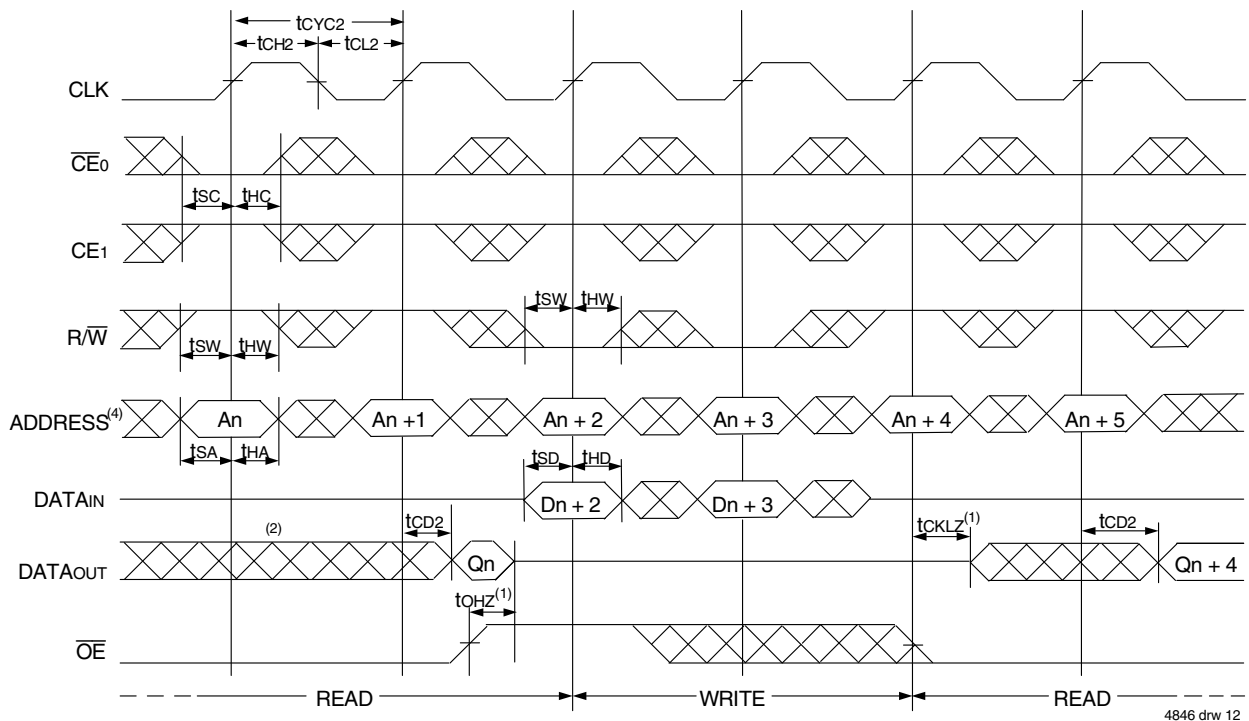 tCYC2
tCH2 tCL2
CLK
CE0
tSC tHC
CE1
tSW tHW
R/W
tSW tHW
ADDRESS(4) An An +1 An + 2 An + 3 An + 4 An + 5
tSA tHA
tSD tHD
DATAIN Dn + 2 Dn + 3
(2) tCD2 tCKLZ(1) tCD2
DATAOUT Qn Qn + 4
tOHZ(1)
OE
READ WRITE READ
4846 drw 12